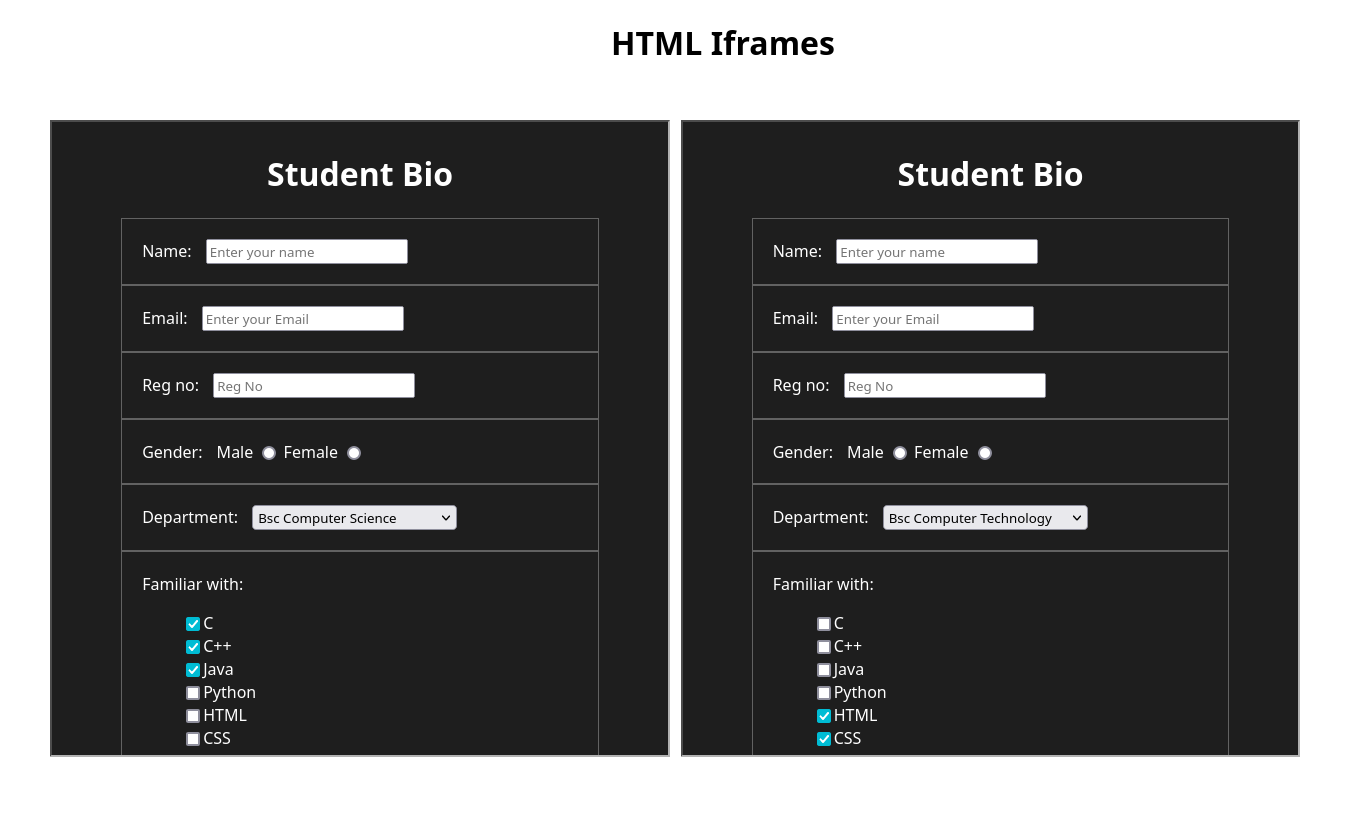 HTML Iframes
Student Bio
Name: Enter your name
Email: Enter your Email
Reg no: Reg No
Gender: Male Female
Department: Bsc Computer Science
Familiar with:
C
C++
Java
Python
HTML
CSS
Student Bio
Name: Enter your name
Email: Enter your Email
Reg no: Reg No
Gender: Male Female
Department: Bsc Computer Technology
Familiar with:
C
C++
Java
Python
HTML
CSS